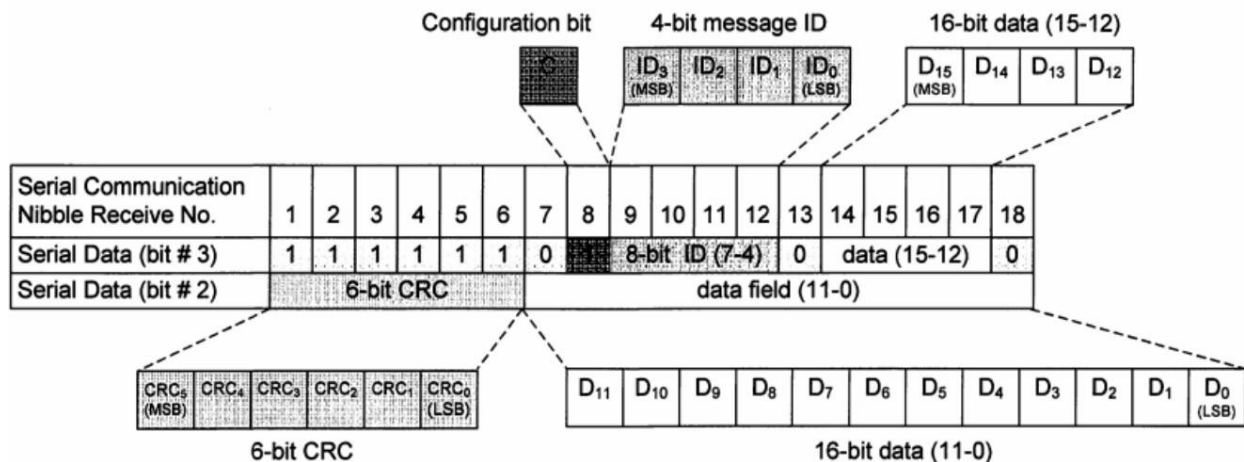 Configuration bit 4-bit message ID 16-bit data (15-12)
C ID3 ID2 ID1 ID0 D15 D14 D13 D12
(MSB) (LSB) (MSB)
Serial Communication
Nibble Receive No. 1 2 3 4 5 6 7 8 9 10 11 12 13 14 15 16 17 18
Serial Data (bit # 3) 1 1 1 1 1 1 0 1 8-bit ID (7-4) 0 data (15-12) 0
Serial Data (bit # 2) 6-bit CRC data field (11-0)
CRC5 CRC4 CRC3 CRC2 CRC1 CRC0 D11 D10 D9 D8 D7 D6 D5 D4 D3 D2 D1 D0
(MSB) (LSB) (LSB)
6-bit CRC 16-bit data (11-0)